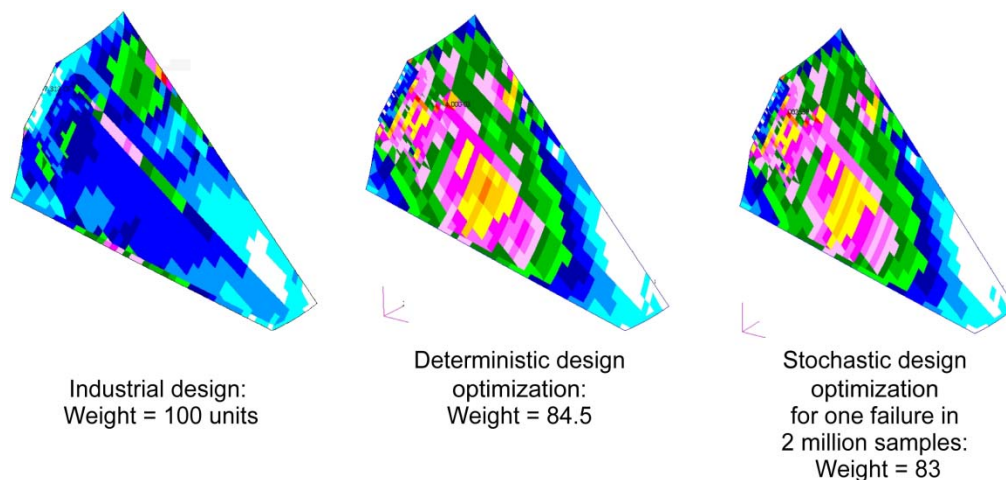 Industrial design:
Weight = 100 units
Deterministic design
optimization:
Weight = 84.5
Stochastic design
optimization
for one failure in
2 million samples:
Weight = 83